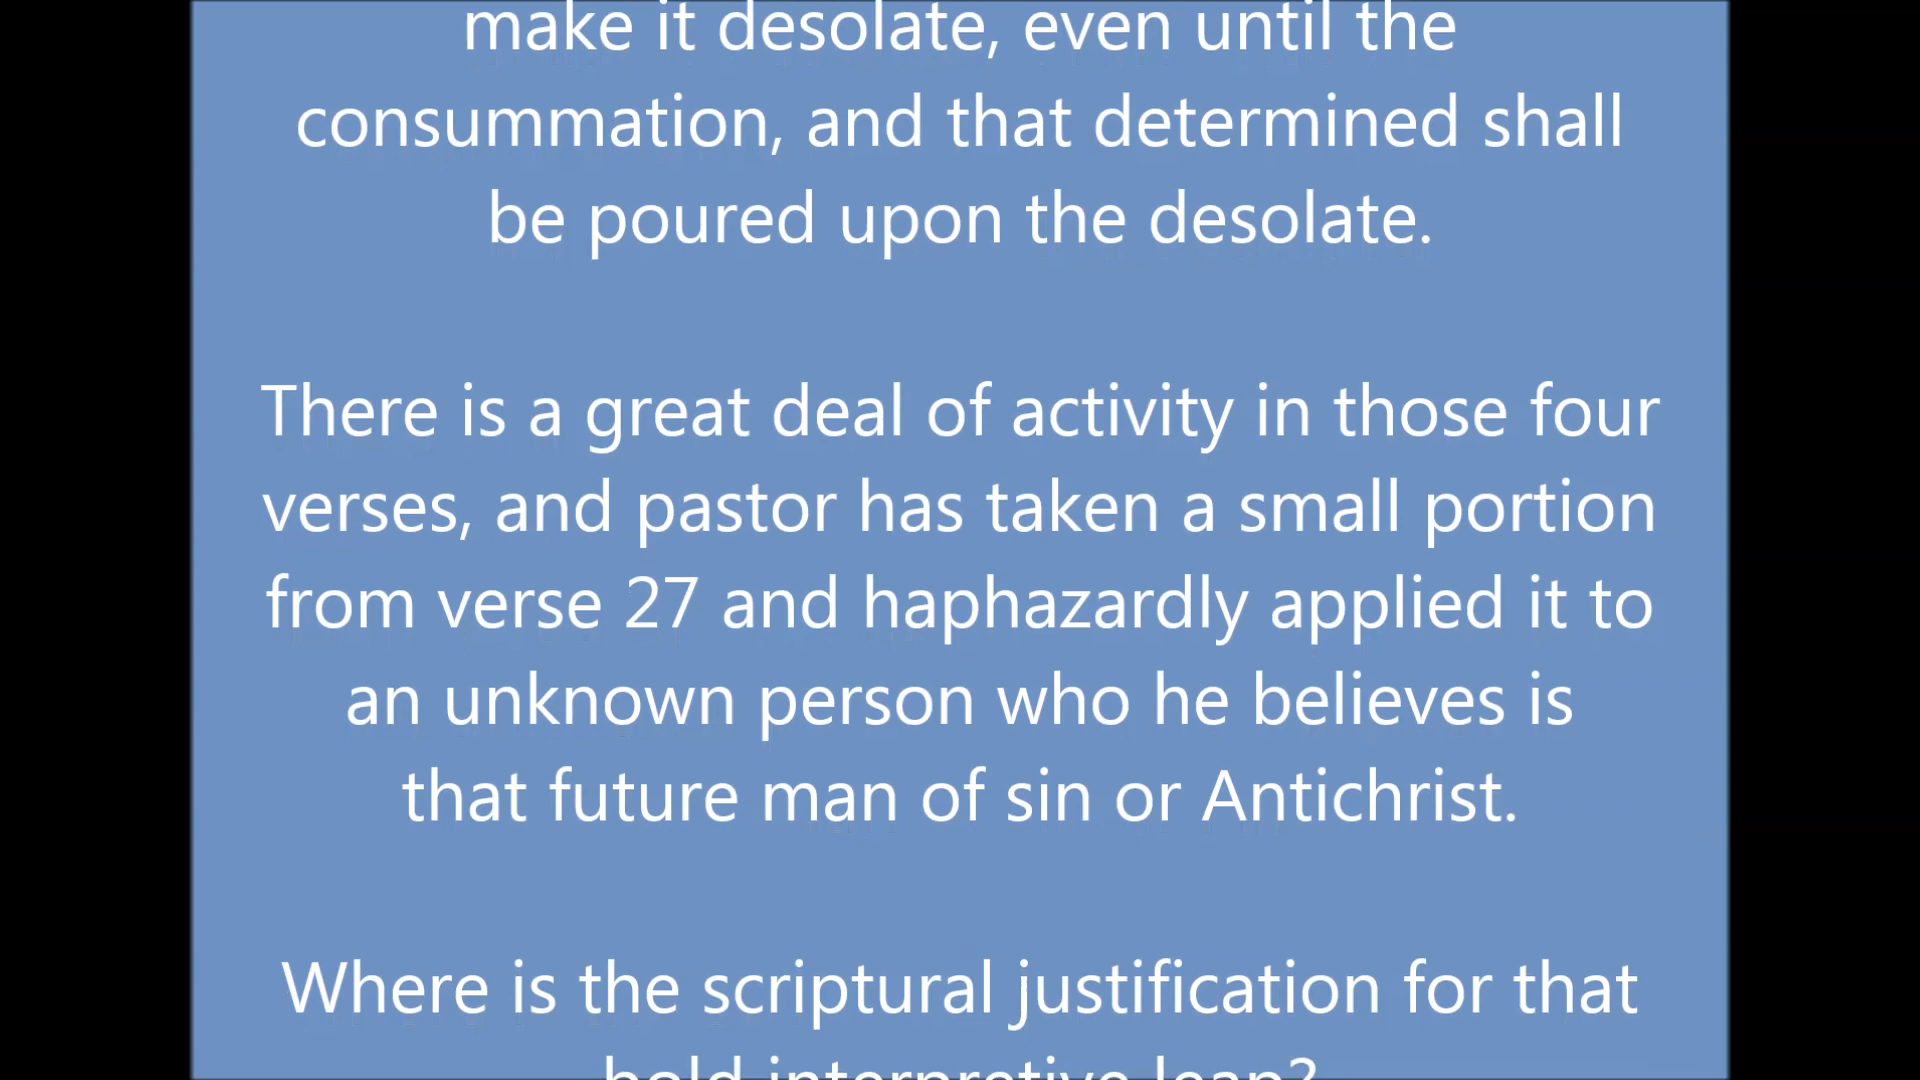 make it desolate, even until the
consummation, and that determined shall
be poured upon the desolate.
There is a great deal of activity in those four
verses, and pastor has taken a small portion
from verse 27 and haphazardly applied it to
an unknown person who he believes is
that future man of sin or Antichrist.
Where is the scriptural justification for that
bold interpretive leap?